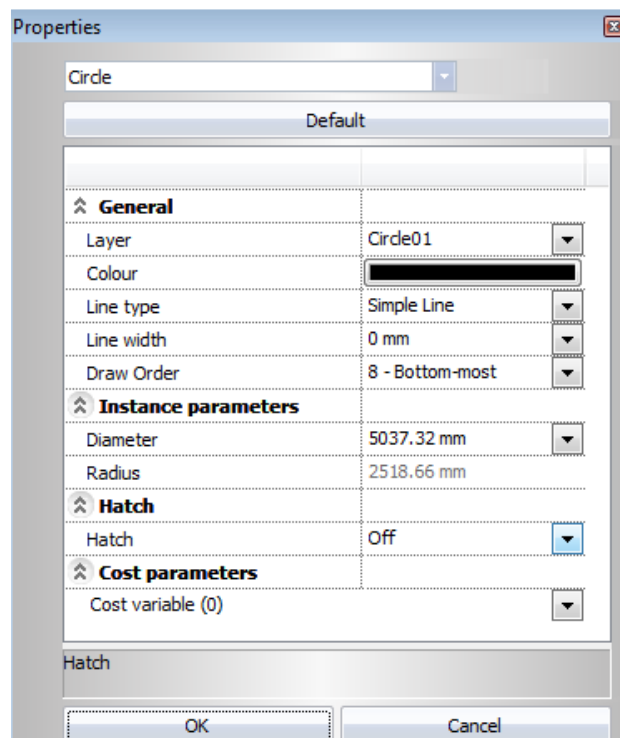 Properties
Circle
Default
General
Layer Circle01
Colour
Line type Simple Line
Line width 0 mm
Draw Order 8 - Bottom-most
Instance parameters
Diameter 5037.32 mm
Radius 2518.66 mm
Hatch
Hatch Off
Cost parameters
Cost variable (0)
Hatch
OK Cancel